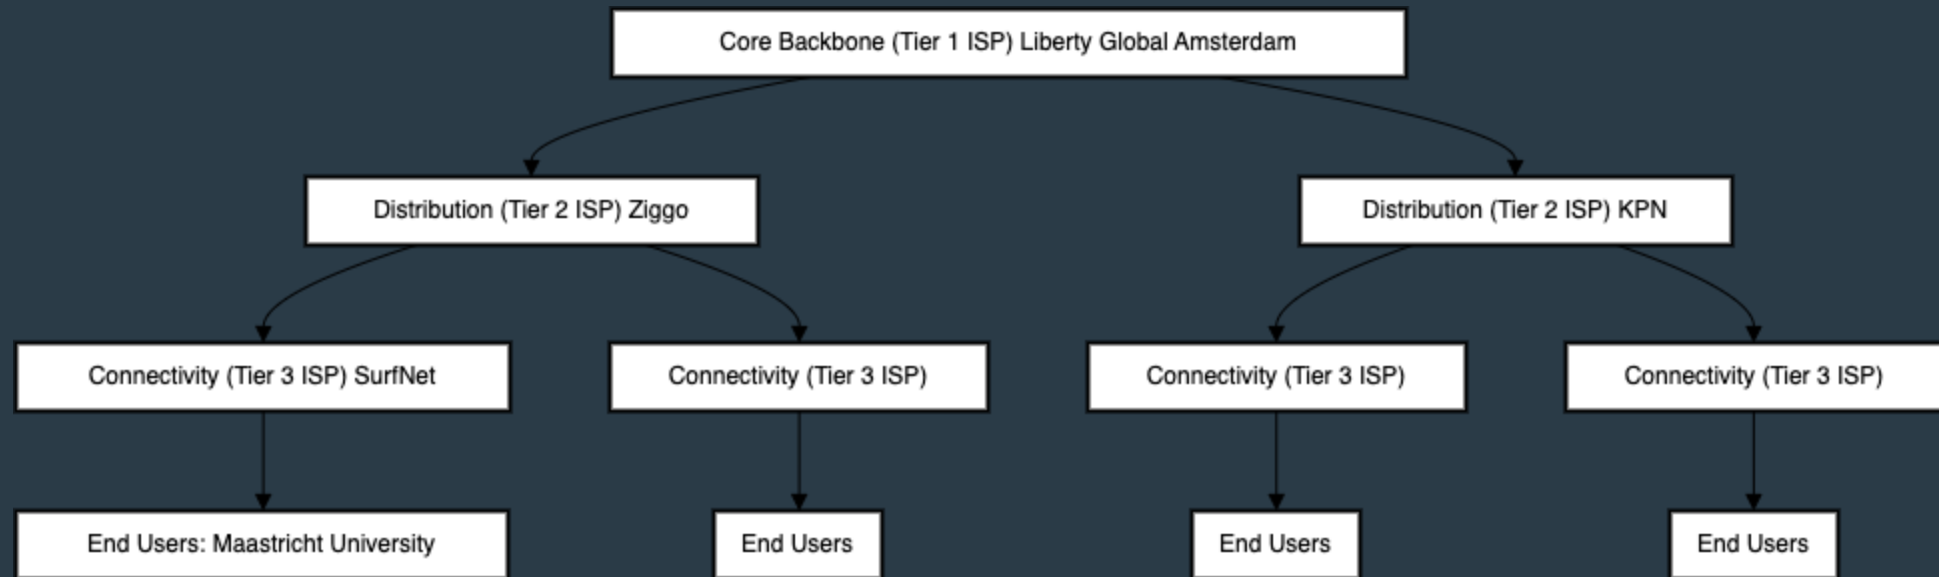 Core Backbone (Tier 1 ISP) Liberty Global Amsterdam
Distribution (Tier 2 ISP) Ziggo
Distribution (Tier 2 ISP) KPN
Connectivity (Tier 3 ISP) SurfNet
Connectivity (Tier 3 ISP)
Connectivity (Tier 3 ISP)
Connectivity (Tier 3 ISP)
End Users: Maastricht University
End Users
End Users
End Users